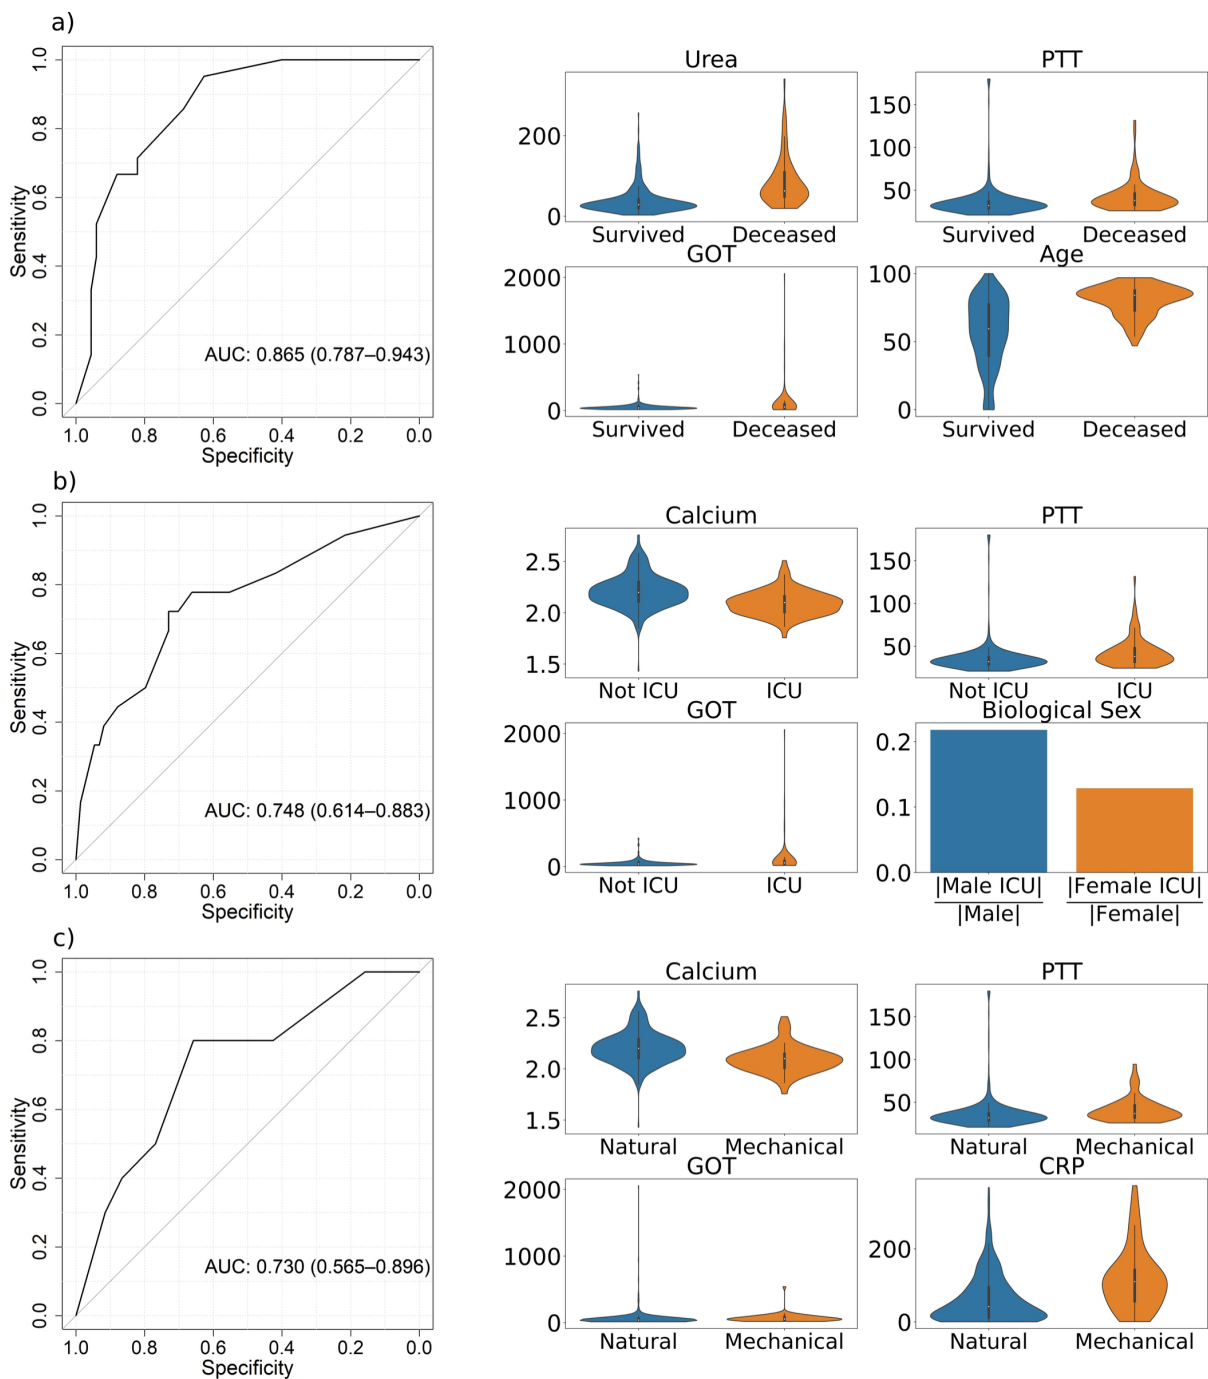 a)
1.0
0.8
0.6
0.4
0.2
0.0
Sensitivity
AUC: 0.865 (0.787–0.943)
1.0 0.8 0.6 0.4 0.2 0.0
Specificity
Urea
200
0
Survived Deceased
PTT
150
100
50
Survived Deceased
GOT
2000
1000
0
Survived Deceased
Age
100
50
0
Survived Deceased
b)
1.0
0.8
0.6
0.4
0.2
0.0
Sensitivity
AUC: 0.748 (0.614–0.883)
1.0 0.8 0.6 0.4 0.2 0.0
Specificity
Calcium
2.5
2.0
1.5
Not ICU ICU
PTT
150
100
50
Not ICU ICU
GOT
2000
1000
0
Not ICU ICU
Biological Sex
0.2
0.1
0.0
|Male ICU| |Female ICU|
|Male| |Female|
c)
1.0
0.8
0.6
0.4
0.2
0.0
Sensitivity
AUC: 0.730 (0.565–0.896)
1.0 0.8 0.6 0.4 0.2 0.0
Specificity
Calcium
2.5
2.0
1.5
Natural Mechanical
PTT
150
100
50
Natural Mechanical
GOT
2000
1000
0
Natural Mechanical
CRP
200
0
Natural Mechanical